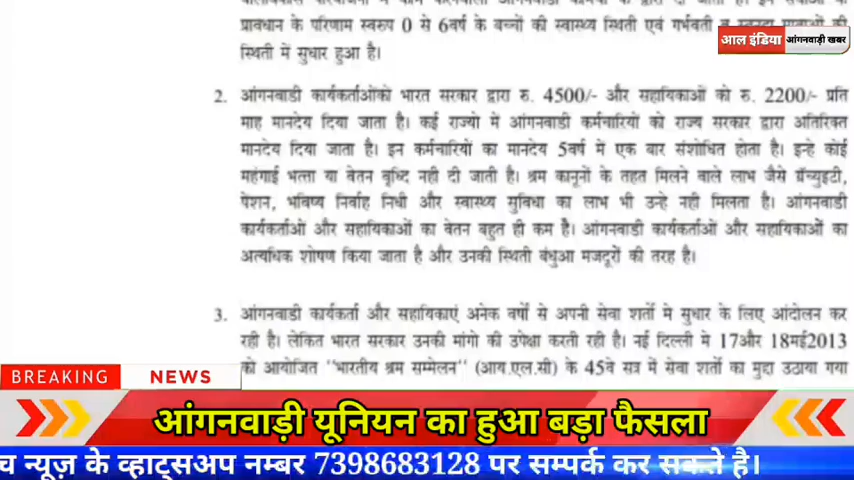 प्रावधान के परिणाम स्वरुप 0 से 6वर्ष के बच्चों की स्वास्थ्य स्थिती एवं गर्भवती
स्थिती में सुधार हुआ है।
आल इंडिया आंगनवाड़ी खबर
2. आंगनवाडी कार्यकर्ताओंको भारत सरकार द्वारा रु. 4500/- और सहायिकाओं को रु. 2200/- प्रति
माह मानदेय दिया जाता है। कई राज्यो मे आंगनवाडी कर्मचारियों को राज्य सरकार द्वारा अतिरिक्त
मानदेय दिया जाता है। इन कर्मचारियों का मानदेय 5वर्ष में एक बार संशोधित होता है। इन्हे कोई
महंगाई भत्ता या वेतन वृध्दि नही दी जाती है। श्रम कानूनों के तहत मिलने वाले लाभ जैसे ग्रॅच्युइटी,
पेंशन, भविष्य निर्वाह निधी और स्वास्थ्य सुविधा का लाभ भी उन्हे नही मिलता है। आंगनवाडी
कार्यकर्ताओं और सहायिकाओं का वेतन बहुत ही कम है। आंगनवाडी कार्यकर्ताओं और सहायिकाओं का
अत्यधिक शोषण किया जाता है और उनकी स्थिती बंधुआ मजदूरों की तरह है।
3. आंगनवाडी कार्यकर्ता और सहायिकाएं अनेक वर्षो से अपनी सेवा शर्तो मे सुधार के लिए आंदोलन कर
रही है। लेकित भारत सरकार उनकी मांगो की उपेक्षा करती रही है। नई दिल्ली मे 17और 18मई2013
को आयोजित "भारतीय श्रम सम्मेलन" (आय.एल.सी) के 45वे सत्र में सेवा शर्तो का मुद्दा उठाया गया
BREAKING NEWS
आंगनवाड़ी यूनियन का हुआ बड़ा फैसला
च न्यूज़ के व्हाट्सअप नम्बर 7398683128 पर सम्पर्क कर सकते है।